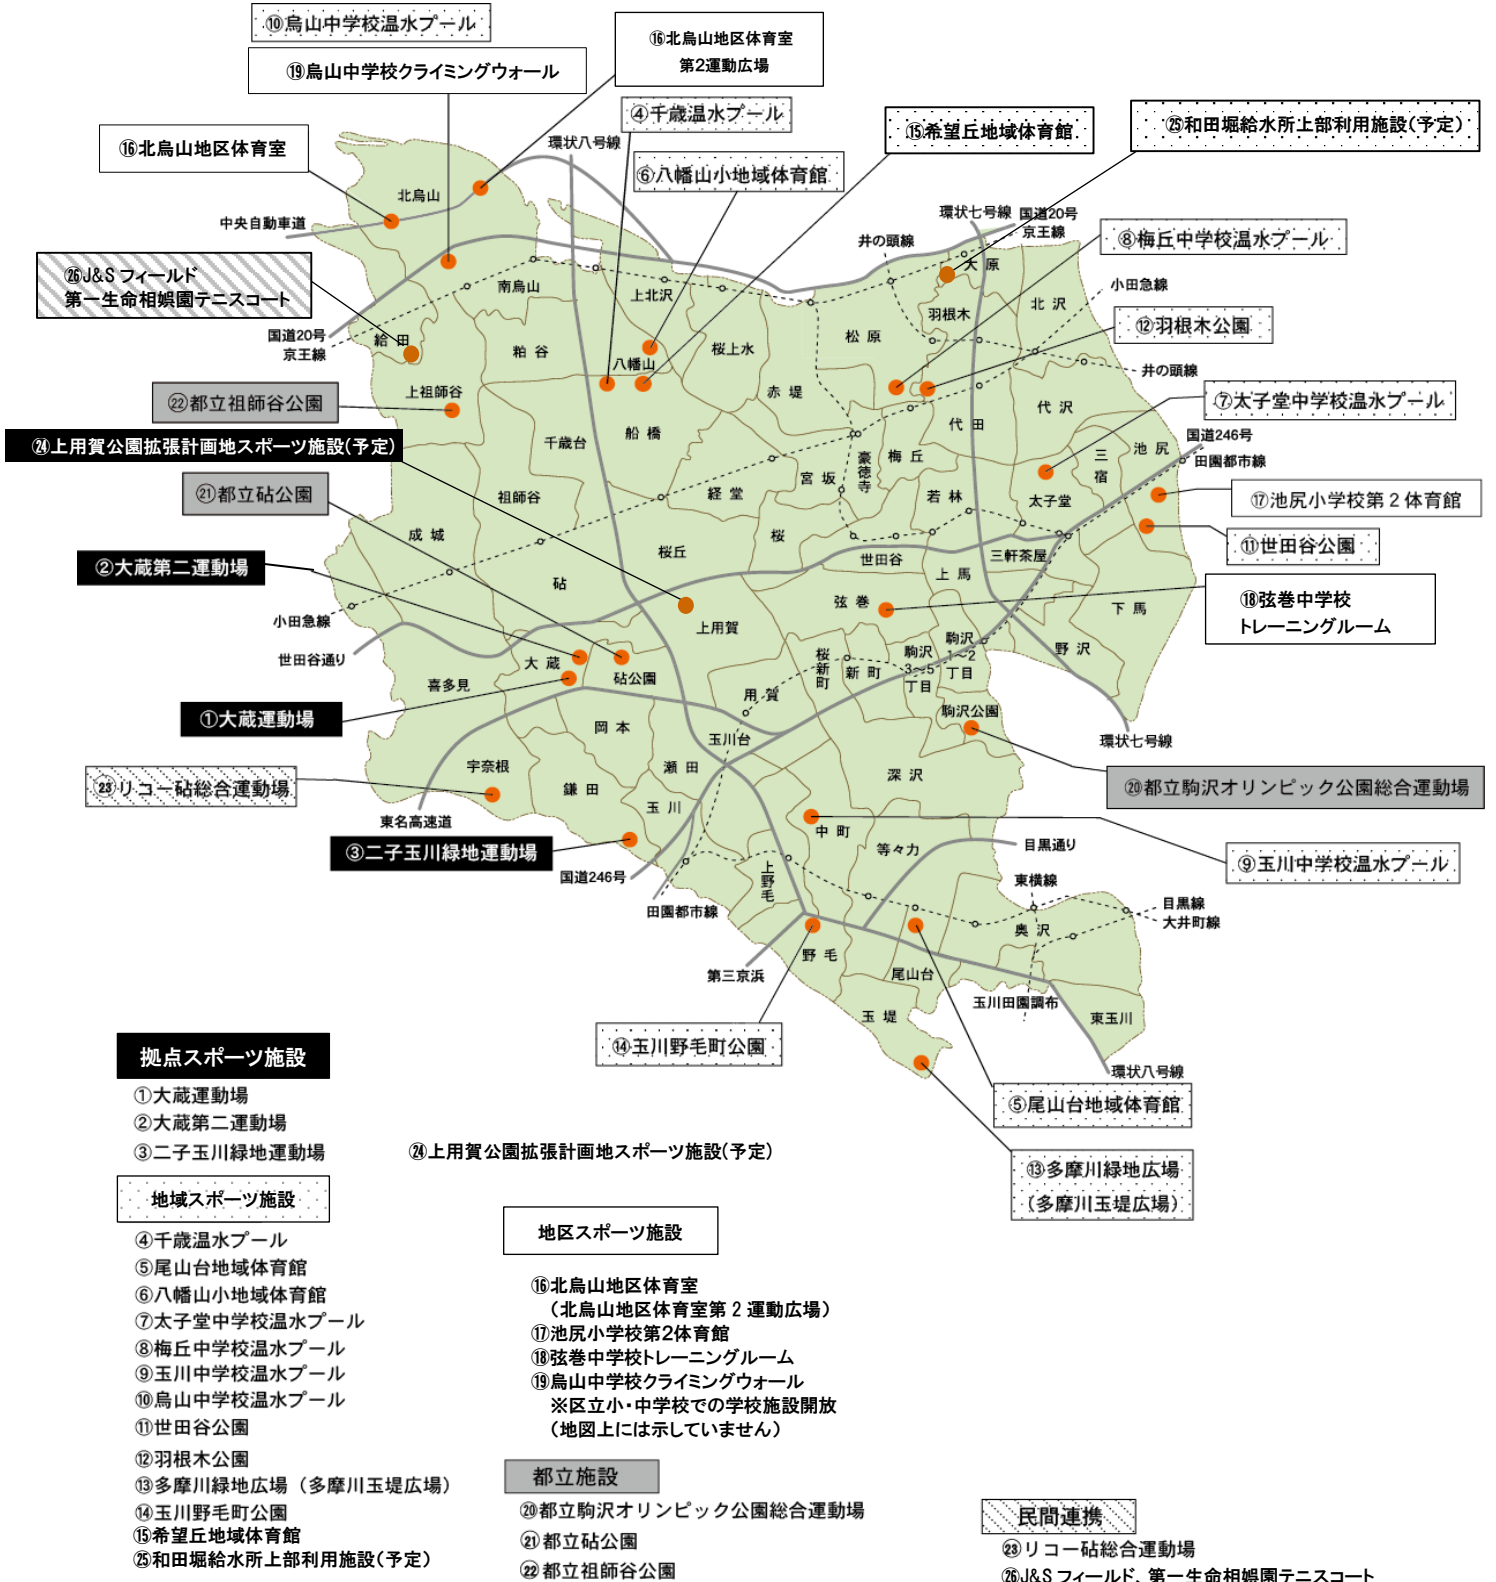 ⑩烏山中学校温水プール
⑲烏山中学校クライミングウォール
⑯北烏山地区体育室
第2運動広場
④千歳温水プール
⑮希望丘地域体育館
㉕和田堀給水所上部利用施設(予定)
⑯北烏山地区体育室
環状八号線
⑥八幡山小地域体育館
北烏山
中央自動車道
環状七号線
国道20号
京王線
井の頭線
⑧梅丘中学校温水プール
㉖J&Sフィールド
第一生命相娯園テニスコート
南烏山
上北沢
大原
小田急線
北沢
羽根木
⑫羽根木公園
国道20号
京王線
給田
粕谷
八幡山
桜上水
松原
井の頭線
上祖師谷
赤堤
㉒都立祖師谷公園
代沢
⑦太子堂中学校温水プール
千歳台
船橋
代田
国道246号
田園都市線
㉔上用賀公園拡張計画地スポーツ施設(予定)
池尻
三宿
梅丘
豪徳寺
宮坂
㉑都立砧公園
祖師谷
経堂
若林
太子堂
⑰池尻小学校第2体育館
成城
桜
桜丘
世田谷
三軒茶屋
⑪世田谷公園
②大蔵第二運動場
砧
上馬
弦巻
下馬
⑱弦巻中学校
トレーニングルーム
小田急線
上用賀
世田谷通り
大蔵
砧公園
桜新町
新町
駒沢
3~5
丁目
駒沢
1~2
丁目
野沢
喜多見
用賀
①大蔵運動場
岡本
玉川台
駒沢公園
環状七号線
宇奈根
瀬田
深沢
㉓リコー砧総合運動場
鎌田
玉川
⑳都立駒沢オリンピック公園総合運動場
東名高速道
中町
③二子玉川緑地運動場
等々力
目黒通り
⑨玉川中学校温水プール
国道246号
上野毛
東横線
田園都市線
目黒線
大井町線
奥沢
野毛
第三京浜
尾山台
玉川田園調布
玉堤
東玉川
⑭玉川野毛町公園
環状八号線
⑤尾山台地域体育館
⑬多摩川緑地広場
(多摩川玉堤広場)
拠点スポーツ施設
①大蔵運動場
②大蔵第二運動場
③二子玉川緑地運動場
㉔上用賀公園拡張計画地スポーツ施設(予定)
地域スポーツ施設
④千歳温水プール
⑤尾山台地域体育館
⑥八幡山小地域体育館
⑦太子堂中学校温水プール
⑧梅丘中学校温水プール
⑨玉川中学校温水プール
⑩烏山中学校温水プール
⑪世田谷公園
⑫羽根木公園
⑬多摩川緑地広場(多摩川玉堤広場)
⑭玉川野毛町公園
⑮希望丘地域体育館
㉕和田堀給水所上部利用施設(予定)
地区スポーツ施設
⑯北烏山地区体育室
(北烏山地区体育室第2運動広場)
⑰池尻小学校第2体育館
⑱弦巻中学校トレーニングルーム
⑲烏山中学校クライミングウォール
※区立小・中学校での学校施設開放
(地図上には示していません)
都立施設
⑳都立駒沢オリンピック公園総合運動場
㉑都立砧公園
㉒都立祖師谷公園
民間連携
㉓リコー砧総合運動場
㉖J&Sフィールド、第一生命相娯園テニスコート